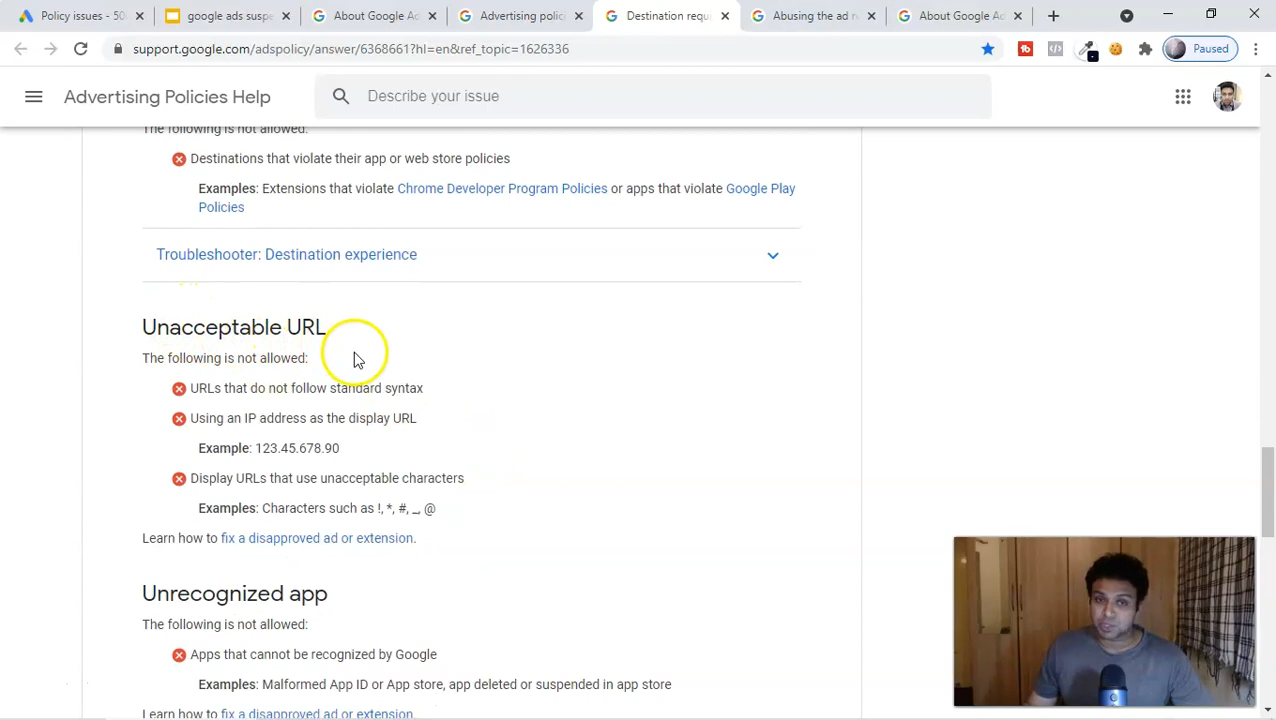 Policy issues - 500-
google ads suspe
About Google Ad
Advertising polici
Destination requ
Abusing the ad n
About Google Ad
support.google.com/adspolicy/answer/6368661?hl=en&ref_topic=1626336
Paused
Advertising Policies Help
Describe your issue
The following is not allowed:
Destinations that violate their app or web store policies
Examples: Extensions that violate Chrome Developer Program Policies or apps that violate Google Play
Policies
Troubleshooter: Destination experience
Unacceptable URL
The following is not allowed:
URLs that do not follow standard syntax
Using an IP address as the display URL
Example: 123.45.678.90
Display URLs that use unacceptable characters
Examples: Characters such as !, *, #, _, @
Learn how to fix a disapproved ad or extension.
Unrecognized app
The following is not allowed:
Apps that cannot be recognized by Google
Examples: Malformed App ID or App store, app deleted or suspended in app store
Learn how to fix a disapproved ad or extension.